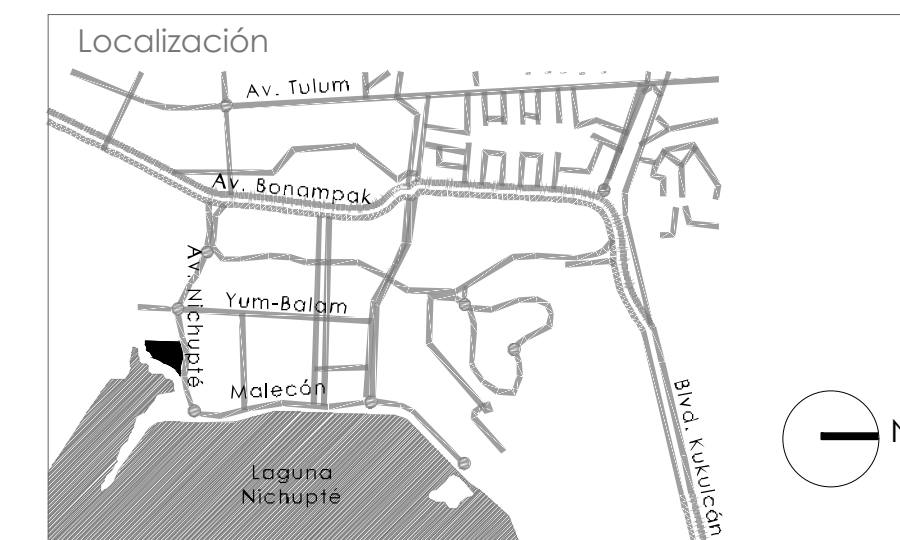 Localización
Av. Tulum
Av. Bonampak
Av. Nichupté
Yum-Balam
Malecón
Blvd. Kukulcán
Laguna
Nichupté
N